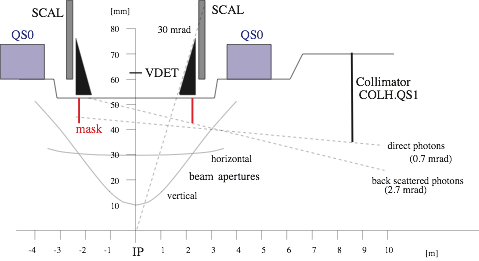 SCAL
[mm]
SCAL
30 mrad
QS0
80
QS0
70
VDET
60
Collimator
COLH.QS1
50
mask
40
direct photons
(0.7 mrad)
30
horizontal
beam apertures
back scattered photons
(2.7 mrad)
20
vertical
10
-4 -3 -2 -1 IP 1 2 3 4 5 6 7 8 9 10 [m]